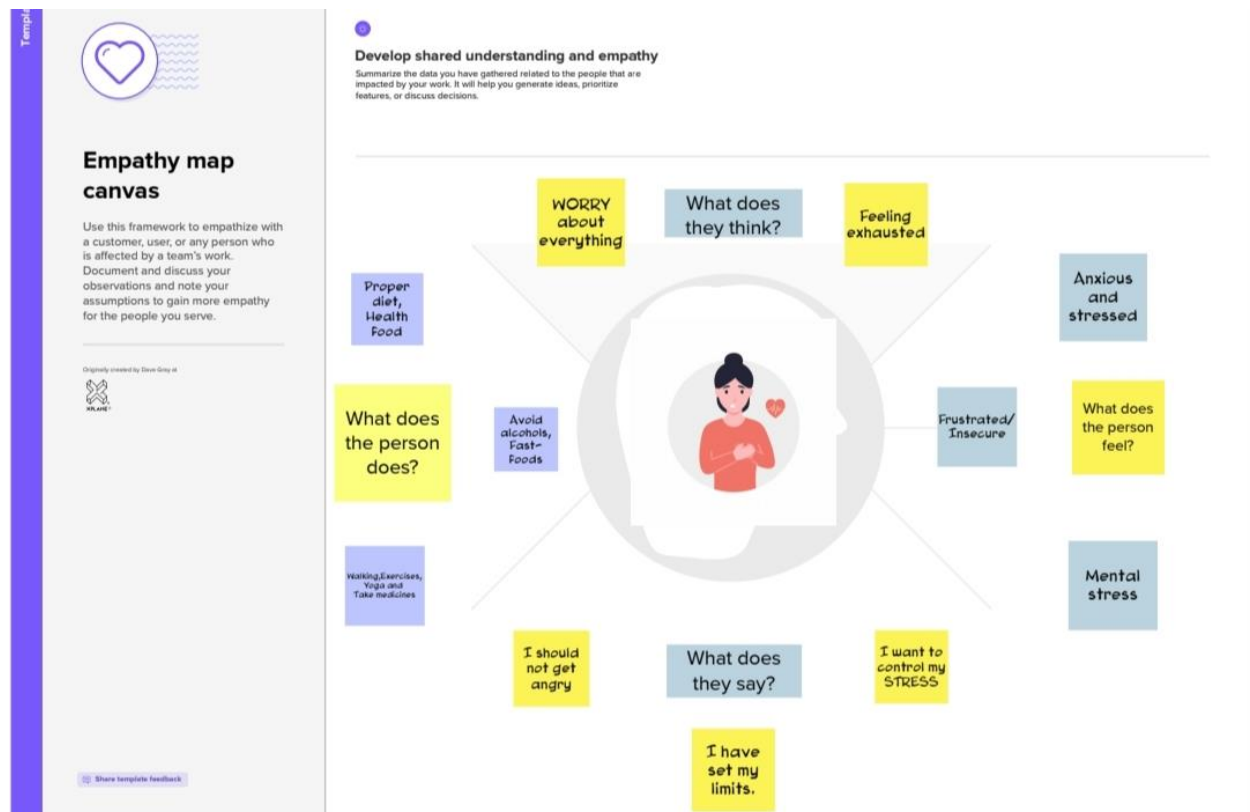 Templa
Empathy map
canvas
Use this framework to empathize with
a customer, user, or any person who
is affected by a team's work.
Document and discuss your
observations and note your
assumptions to gain more empathy
for the people you serve.
Originally created by Dave Gray at
XPLANE
Share template feedback
Develop shared understanding and empathy
Summarize the data you have gathered related to the people that are
impacted by your work. It will help you generate ideas, prioritize
features, or discuss decisions.
WORRY
about
everything
What does
they think?
Feeling
exhausted
Proper
diet,
Health
Food
Anxious
and
stressed
What does
the person
does?
Avoid
alcohols,
Fast-
Foods
Frustrated/
Insecure
What does
the person
feel?
Walking,Exercises,
Yoga and
Take medicines
Mental
stress
I should
not get
angry
What does
they say?
I want to
control my
STRESS
I have
set my
limits.